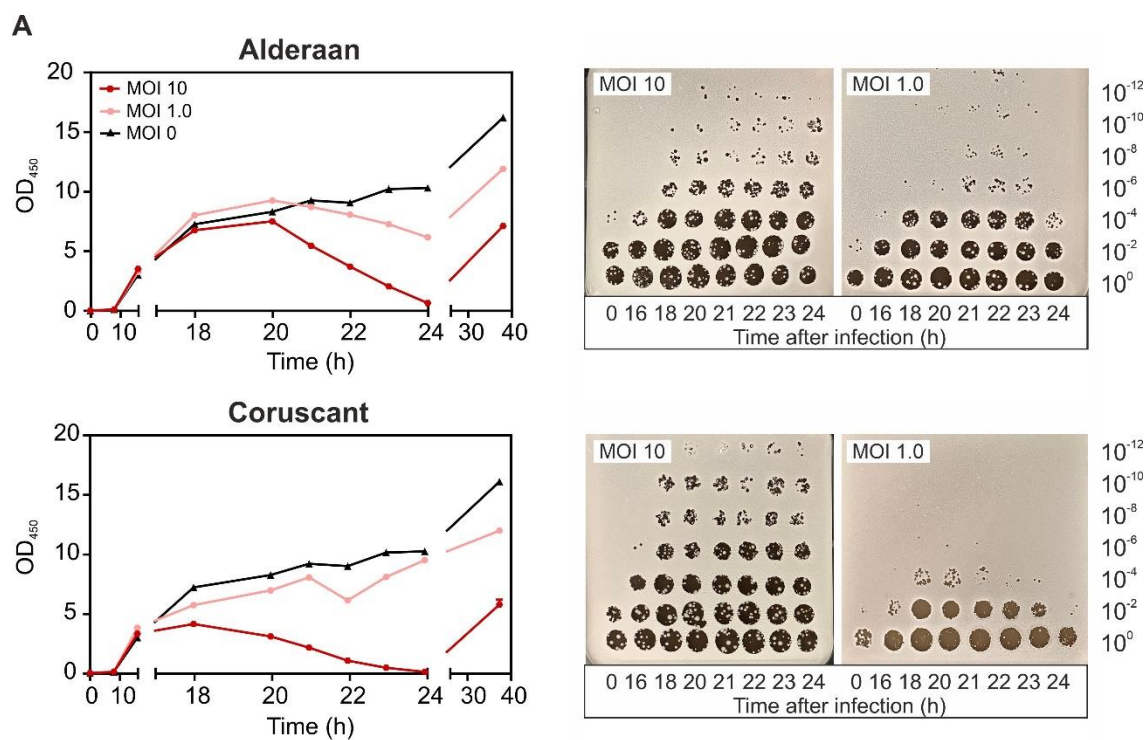 A
Alderaan
20
15
10
5
0
OD450
MOI 10
MOI 1.0
MOI 0
0 10 18 20 22 24 30 40
Time (h)
MOI 10
MOI 1.0
10-12
10-10
10-8
10-6
10-4
10-2
100
0 16 18 20 21 22 23 24
0 16 18 20 21 22 23 24
Time after infection (h)
Coruscant
20
15
10
5
0
OD450
0 10 18 20 22 24 30 40
Time (h)
MOI 10
MOI 1.0
10-12
10-10
10-8
10-6
10-4
10-2
100
0 16 18 20 21 22 23 24
0 16 18 20 21 22 23 24
Time after infection (h)